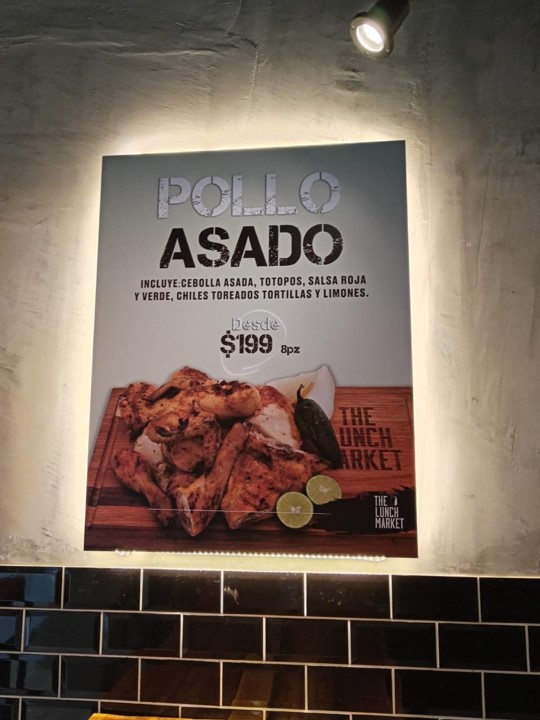 POLLO
ASADO
INCLUYE:CEBOLLA ASADA, TOTOPOS, SALSA ROJA
Y VERDE, CHILES TOREADOS TORTILLAS Y LIMONES.
Desde
$199 8pz
THE
LUNCH
MARKET
THE
LUNCH
MARKET